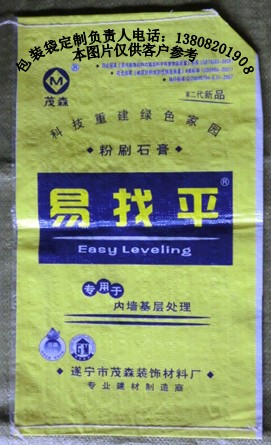 包装袋定制负责人电话：13808201908
本图片仅供客户参考
M
®
茂森
第二代新品
科技重建绿色家园
粉刷石膏
易找平®
Easy Leveling
专用于
内墙基层处理
遂宁市茂森装饰材料厂
专业建材制造商